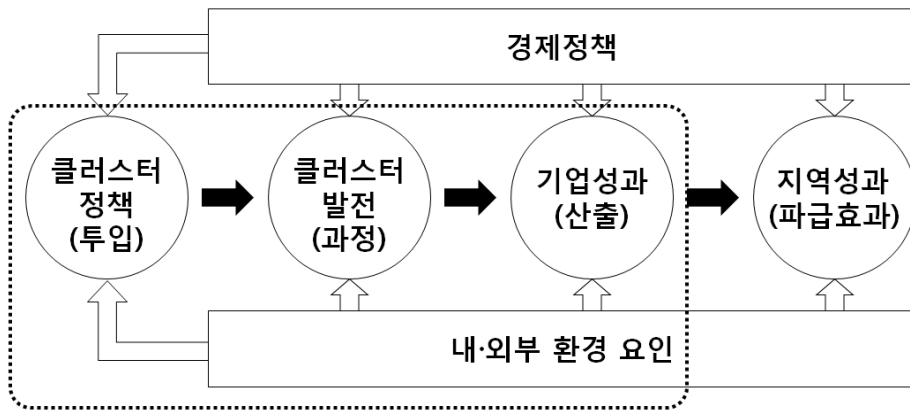 경제정책
클러스터
정책
(투입)
클러스터
발전
(과정)
기업성과
(산출)
지역성과
(파급효과)
내·외부 환경 요인